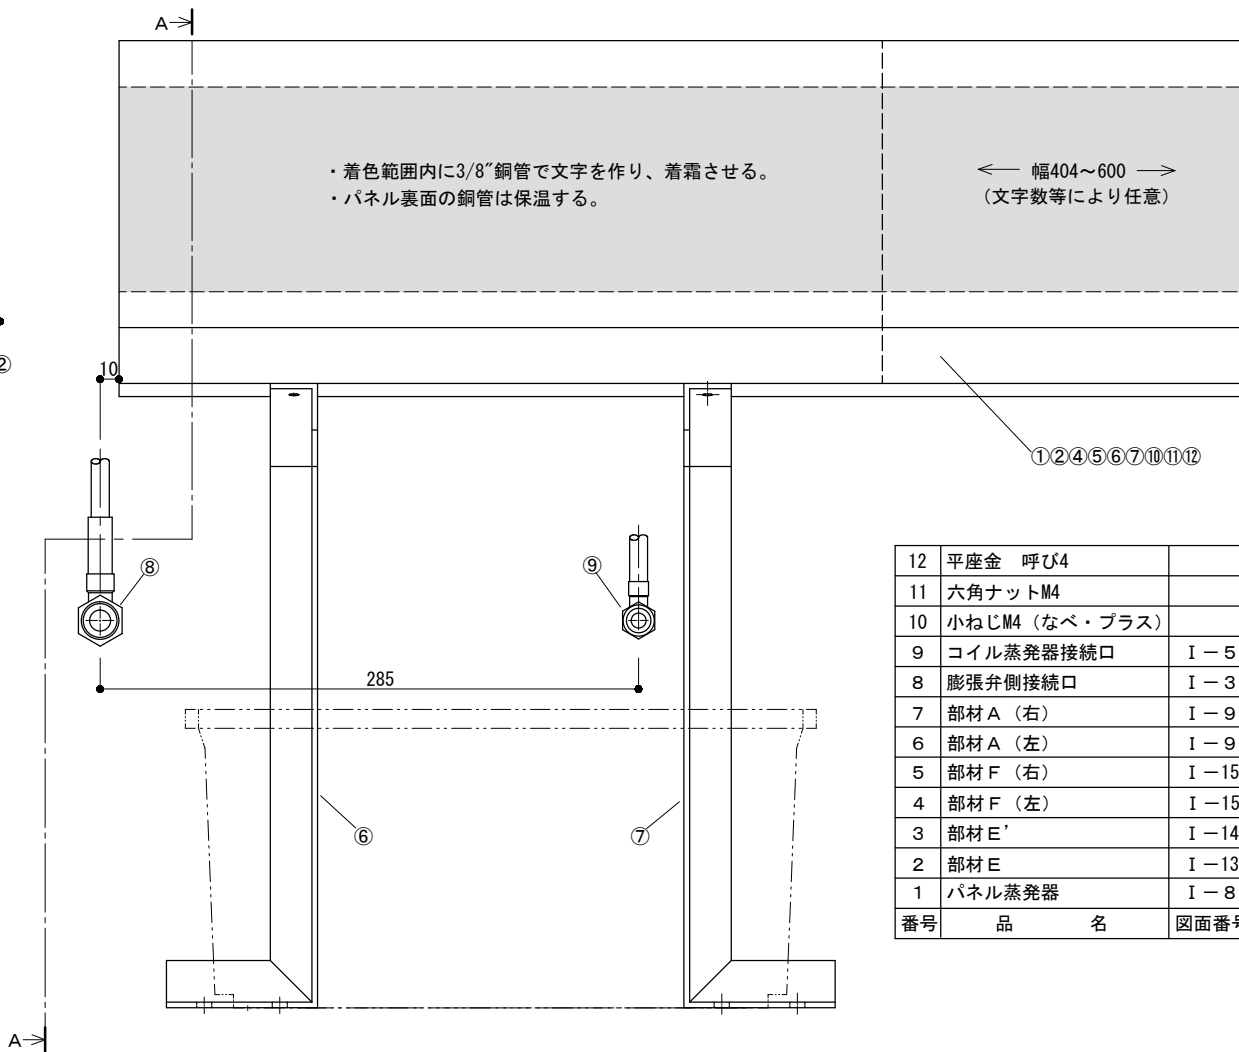 A
・着色範囲内に3/8″銅管で文字を作り、着霜させる。
・パネル裏面の銅管は保温する。
幅404～600
(文字数等により任意)
②
10
①②④⑤⑥⑦⑩⑪⑫
⑧
⑨
285
⑥
⑦
12 平座金 呼び4
11 六角ナットM4
10 小ねじM4(なべ・プラス)
9 コイル蒸発器接続口 I－5
8 膨張弁側接続口 I－3
7 部材A(右) I－9
6 部材A(左) I－9
5 部材F(右) I－15
4 部材F(左) I－15
3 部材E' I－14
2 部材E I－13
1 パネル蒸発器 I－8
番号 品 名 図面番号
A